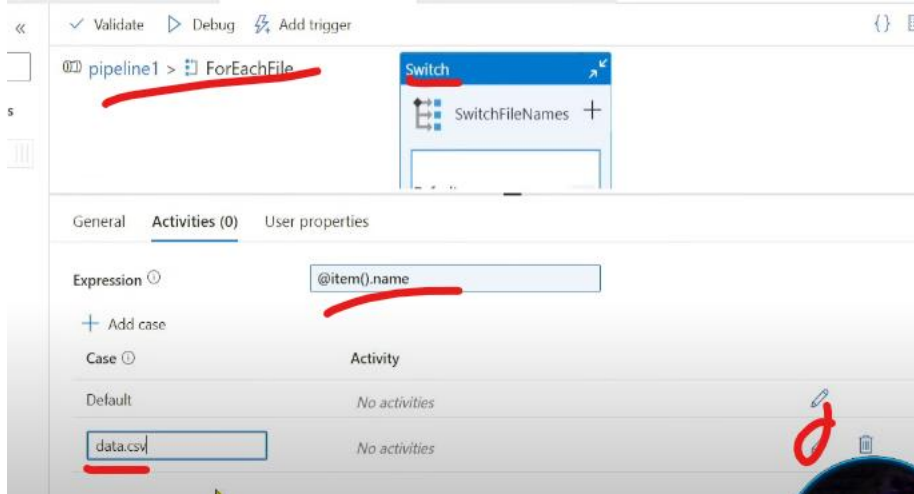 «
Validate Debug Add trigger {}
pipeline1 > ForEachFile
Switch
s
SwitchFileNames +
General Activities (0) User properties
Expression
@item().name
+ Add case
Case Activity
Default No activities
data.csv No activities